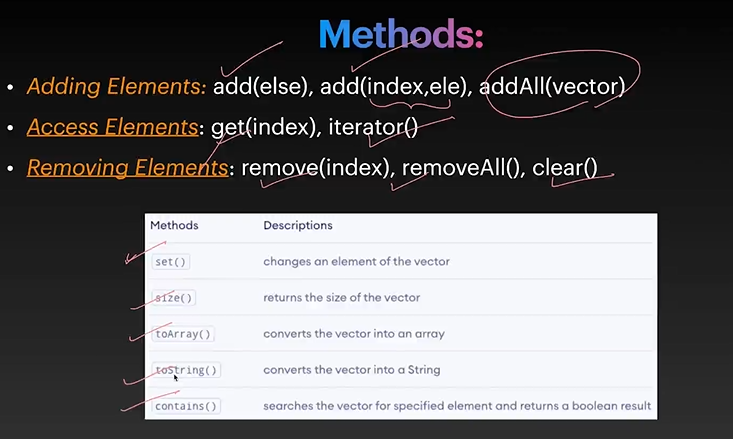 Methods:
• Adding Elements: add(else), add(index,ele), addAll(vector)
• Access Elements: get(index), iterator()
• Removing Elements: remove(index), removeAll(), clear()
Methods Descriptions
set() changes an element of the vector
size() returns the size of the vector
toArray() converts the vector into an array
toString() converts the vector into a String
contains() searches the vector for specified element and returns a boolean result